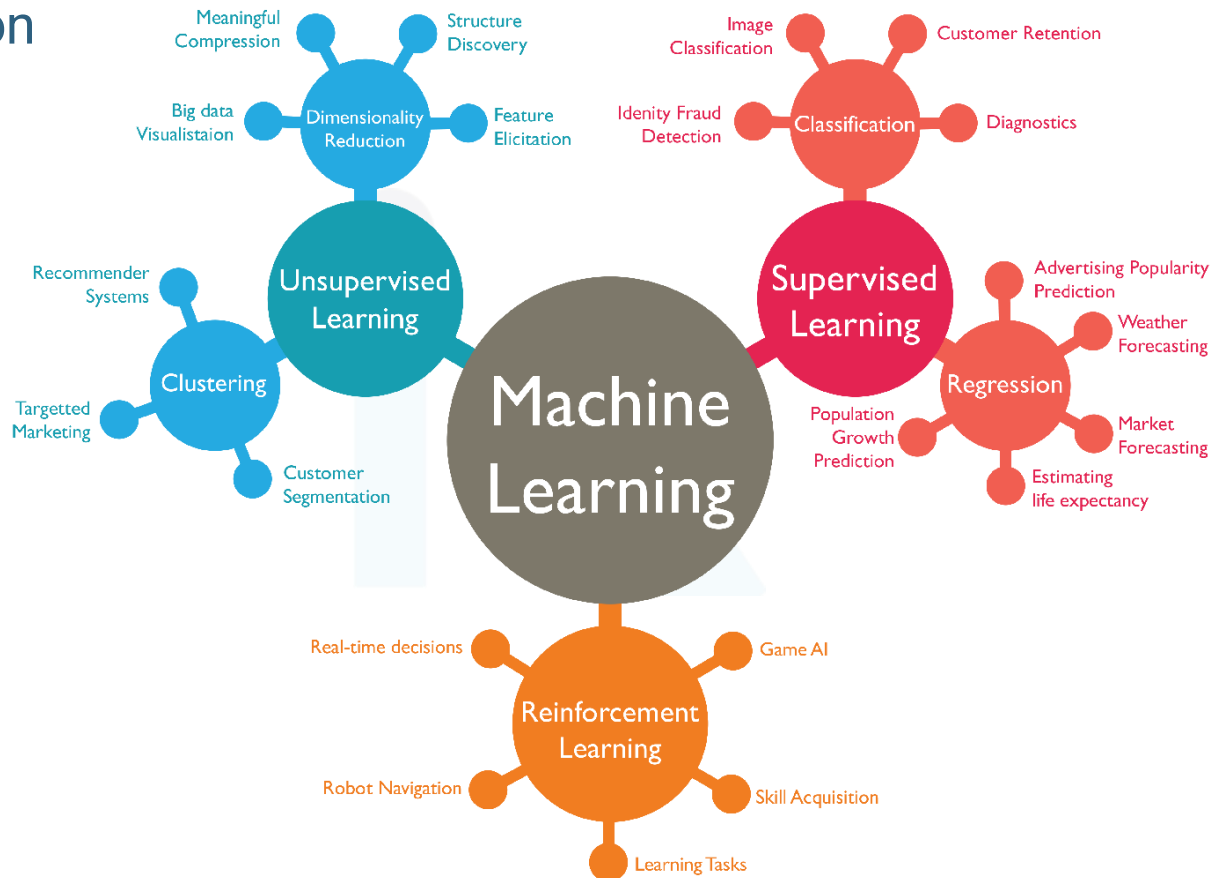 on
Meaningful
Compression
Structure
Discovery
Big data
Visualistaion
Dimensionality
Reduction
Feature
Elicitation
Image
Classification
Customer Retention
Idenity Fraud
Detection
Classification
Diagnostics
Recommender
Systems
Unsupervised
Learning
Clustering
Targetted
Marketing
Customer
Segmentation
Machine
Learning
Supervised
Learning
Advertising Popularity
Prediction
Weather
Forecasting
Regression
Population
Growth
Prediction
Market
Forecasting
Estimating
life expectancy
Real-time decisions
Game AI
Reinforcement
Learning
Robot Navigation
Skill Acquisition
Learning Tasks